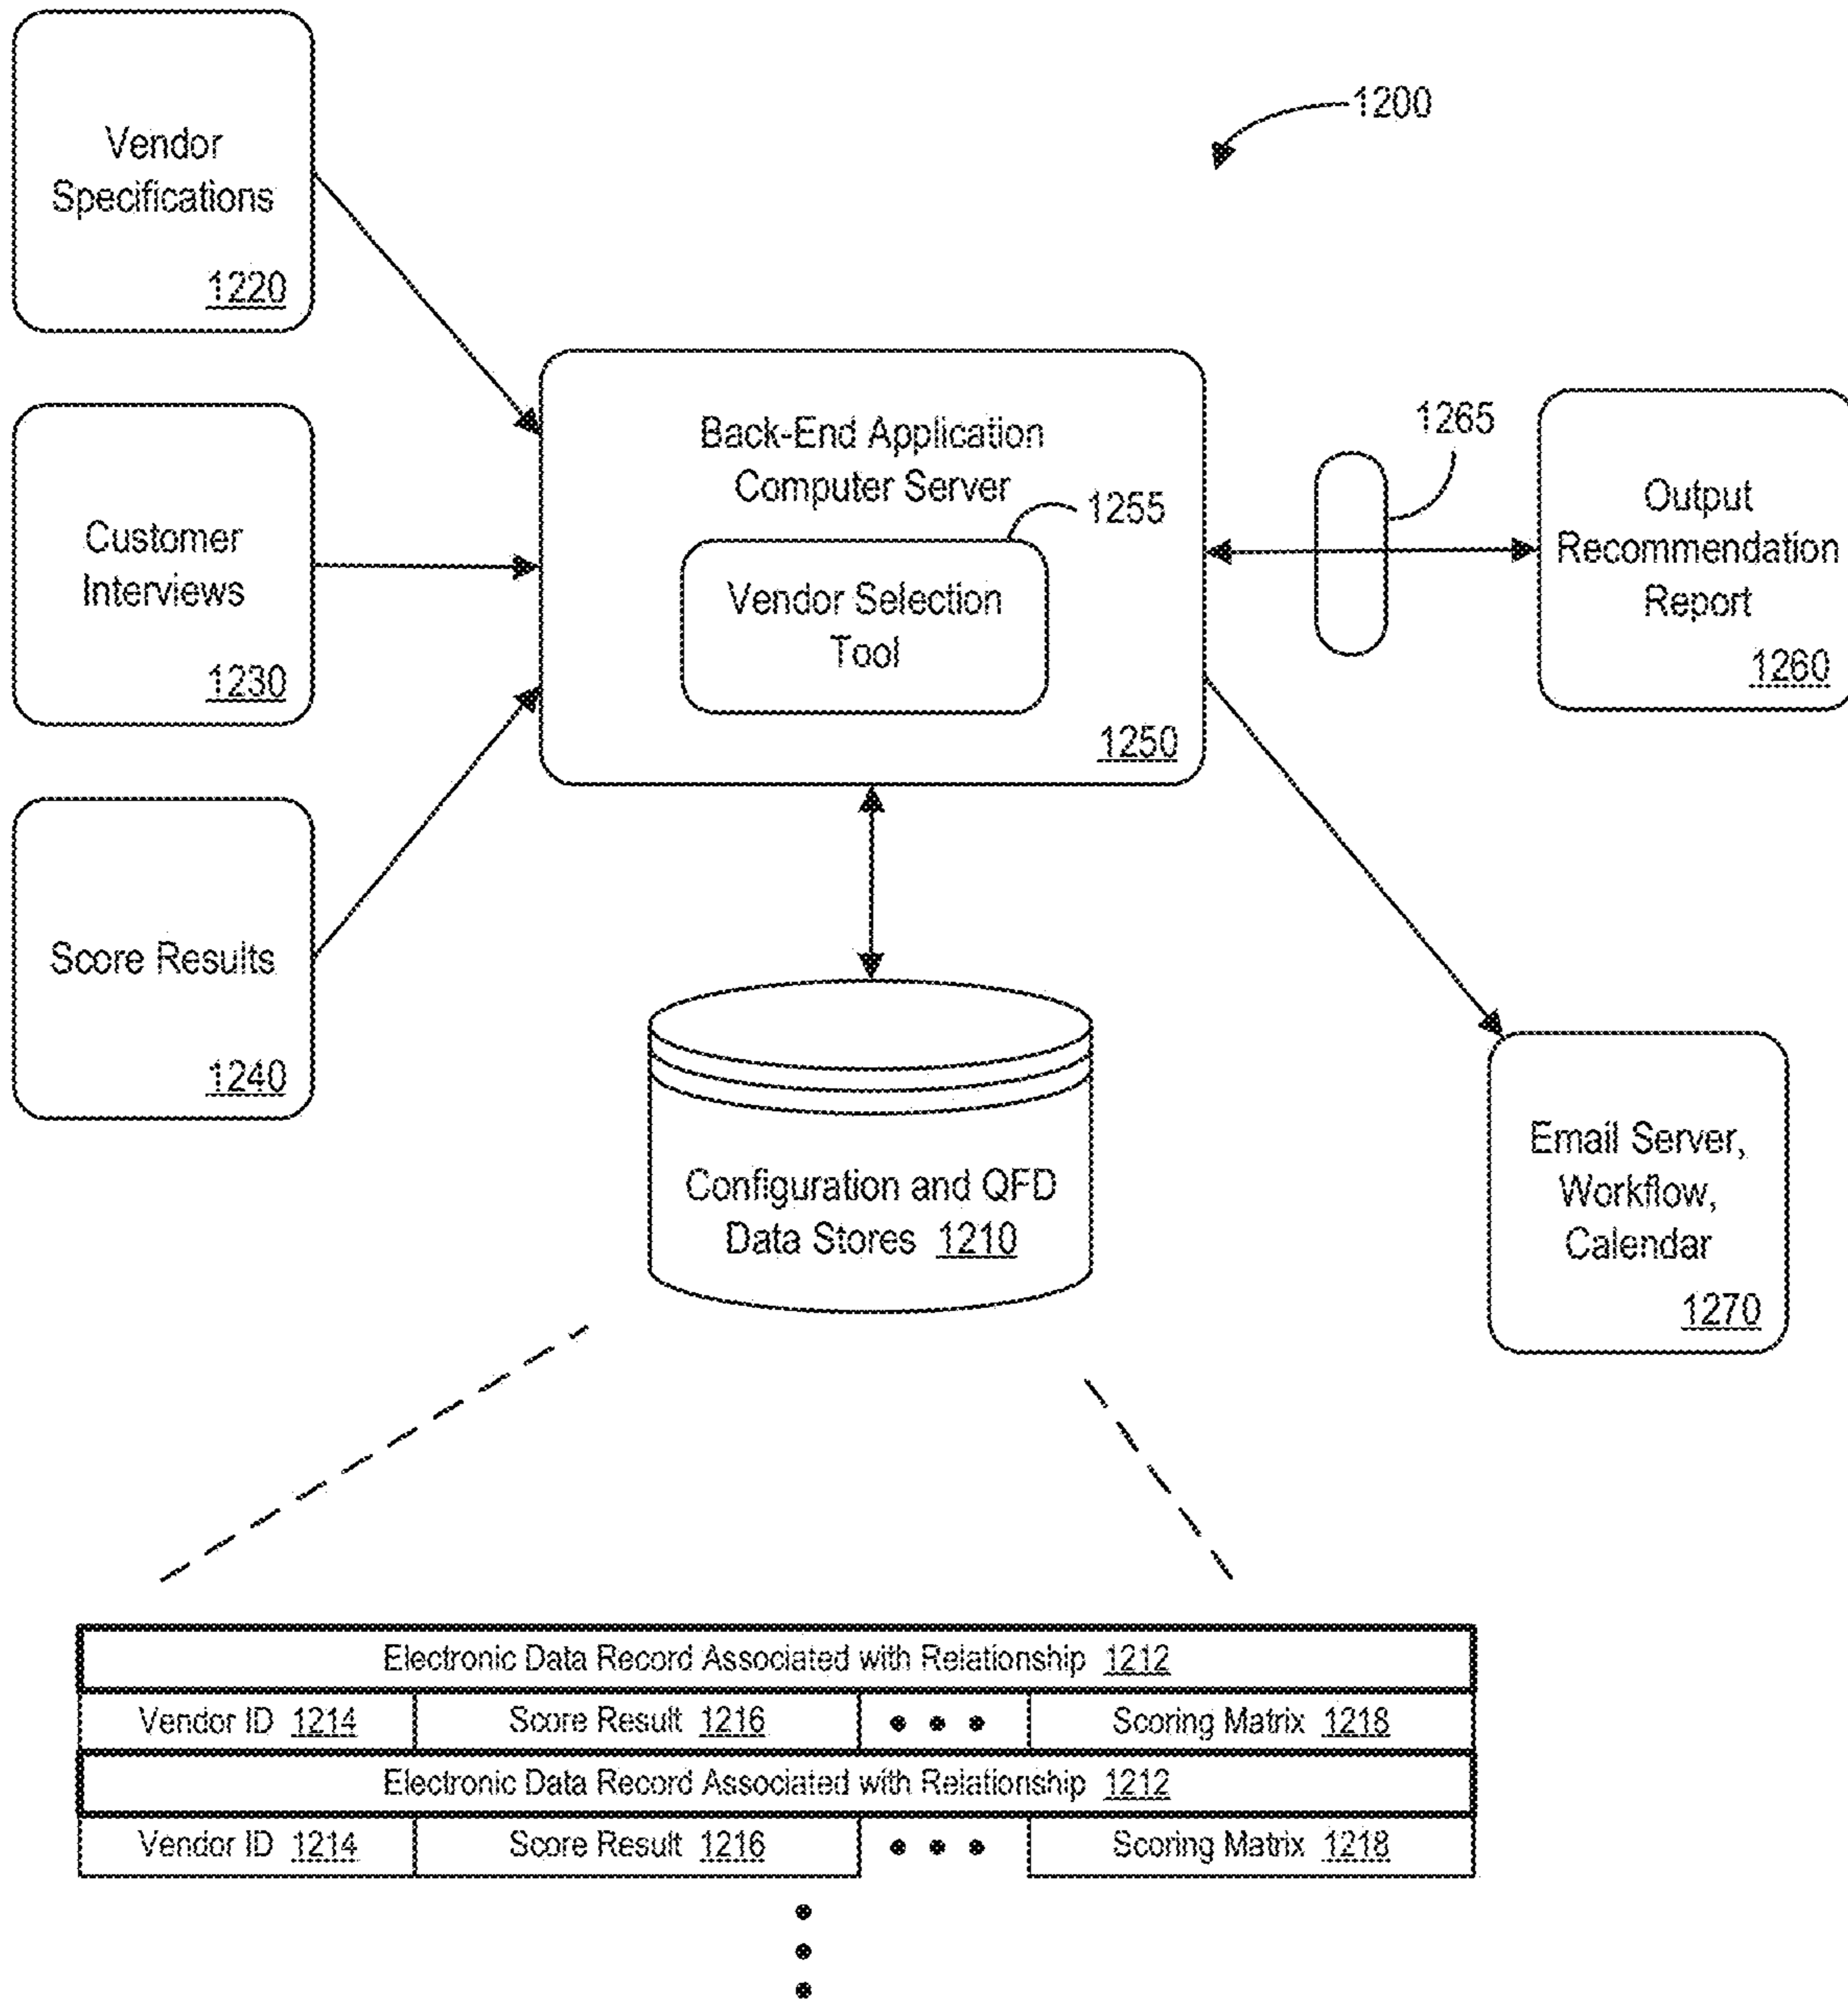 1200
Vendor
Specifications
1220
Customer
Interviews
1230
Score Results
1240
Back-End Application
Computer Server
1255
Vendor Selection
Tool
1250
1265
Output
Recommendation
Report
1260
Configuration and QFD
Data Stores 1210
Email Server,
Workflow,
Calendar
1270
Electronic Data Record Associated with Relationship 1212
Vendor ID 1214 Score Result 1216 • • • Scoring Matrix 1218
Electronic Data Record Associated with Relationship 1212
Vendor ID 1214 Score Result 1216 • • • Scoring Matrix 1218